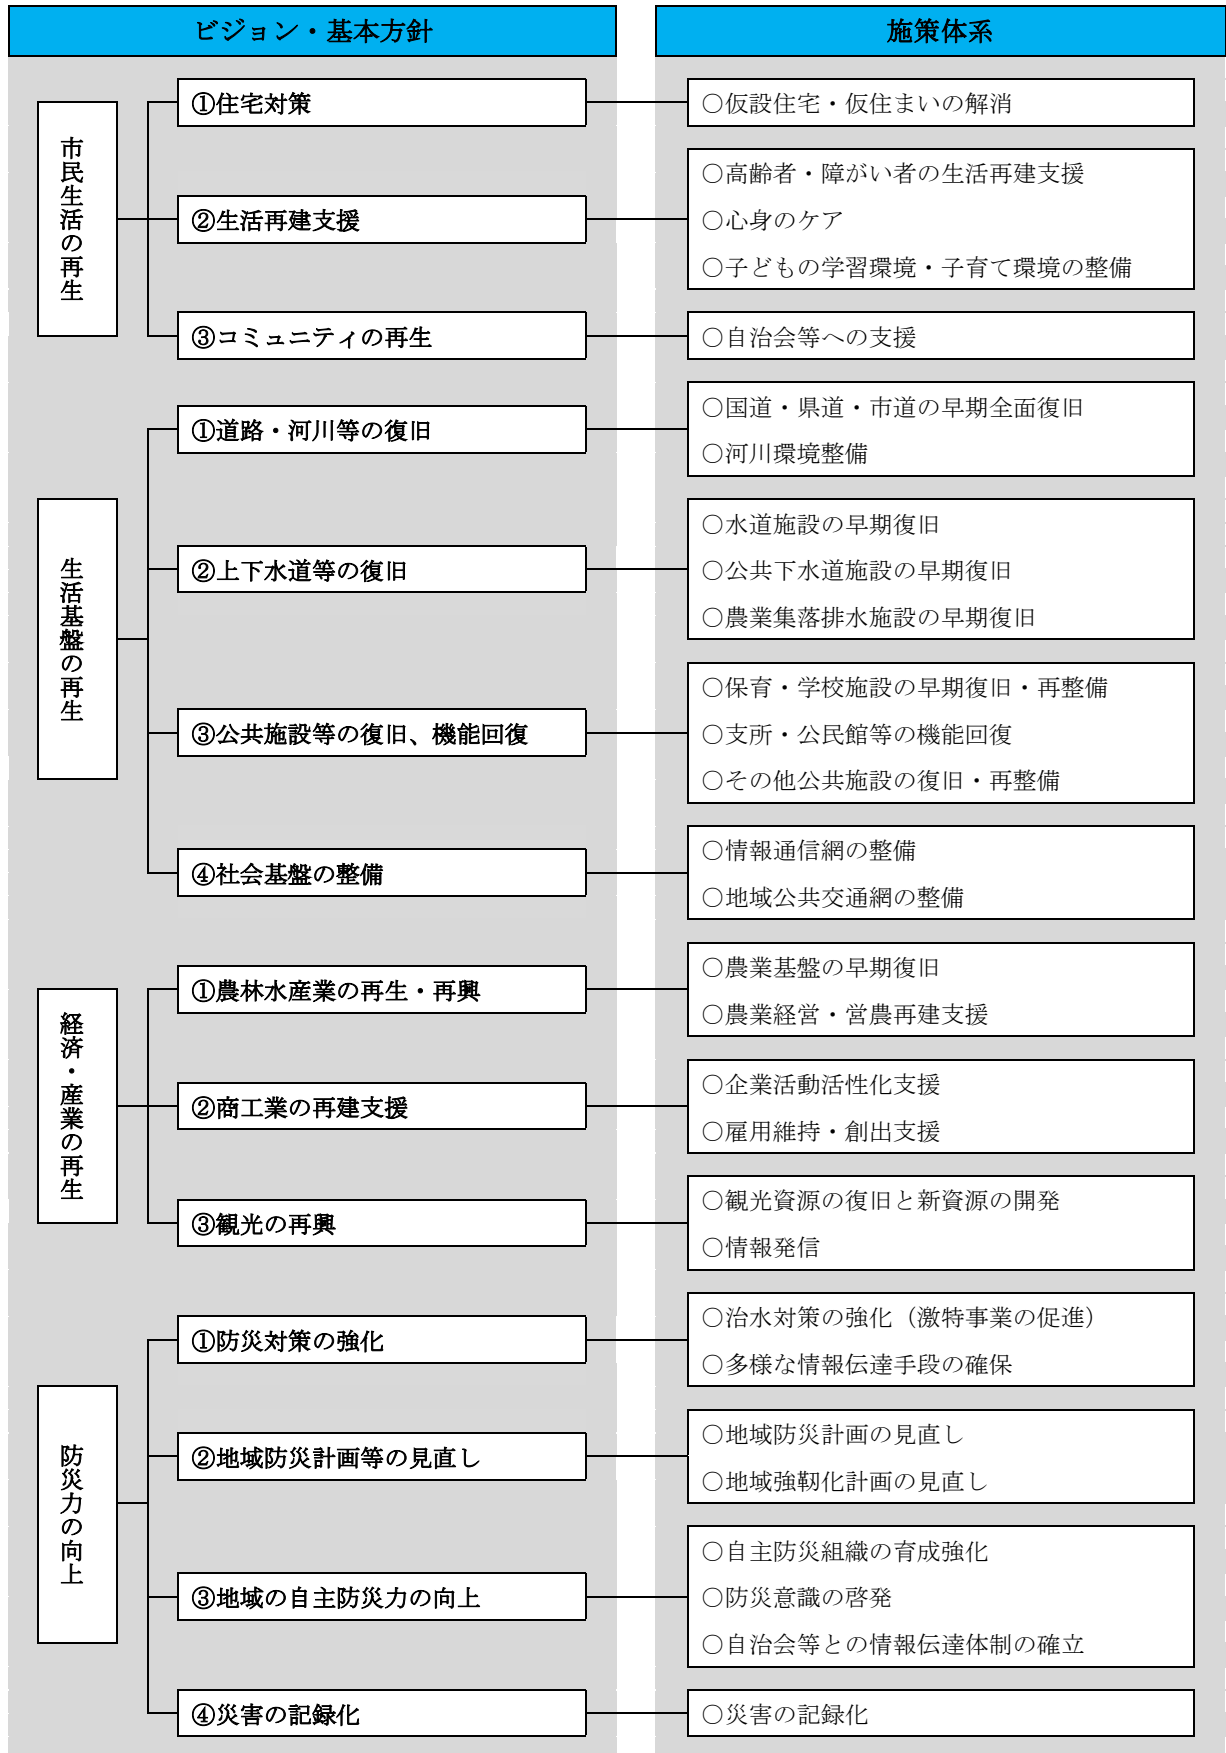 ビジョン・基本方針
施策体系
市民生活の再生
①住宅対策
○仮設住宅・仮住まいの解消
②生活再建支援
○高齢者・障がい者の生活再建支援
○心身のケア
○子どもの学習環境・子育て環境の整備
③コミュニティの再生
○自治会等への支援
生活基盤の再生
①道路・河川等の復旧
○国道・県道・市道の早期全面復旧
○河川環境整備
②上下水道等の復旧
○水道施設の早期復旧
○公共下水道施設の早期復旧
○農業集落排水施設の早期復旧
③公共施設等の復旧、機能回復
○保育・学校施設の早期復旧・再整備
○支所・公民館等の機能回復
○その他公共施設の復旧・再整備
④社会基盤の整備
○情報通信網の整備
○地域公共交通網の整備
経済・産業の再生
①農林水産業の再生・再興
○農業基盤の早期復旧
○農業経営・営農再建支援
②商工業の再建支援
○企業活動活性化支援
○雇用維持・創出支援
③観光の再興
○観光資源の復旧と新資源の開発
○情報発信
防災力の向上
①防災対策の強化
○治水対策の強化（激特事業の促進）
○多様な情報伝達手段の確保
②地域防災計画等の見直し
○地域防災計画の見直し
○地域強靭化計画の見直し
③地域の自主防災力の向上
○自主防災組織の育成強化
○防災意識の啓発
○自治会等との情報伝達体制の確立
④災害の記録化
○災害の記録化